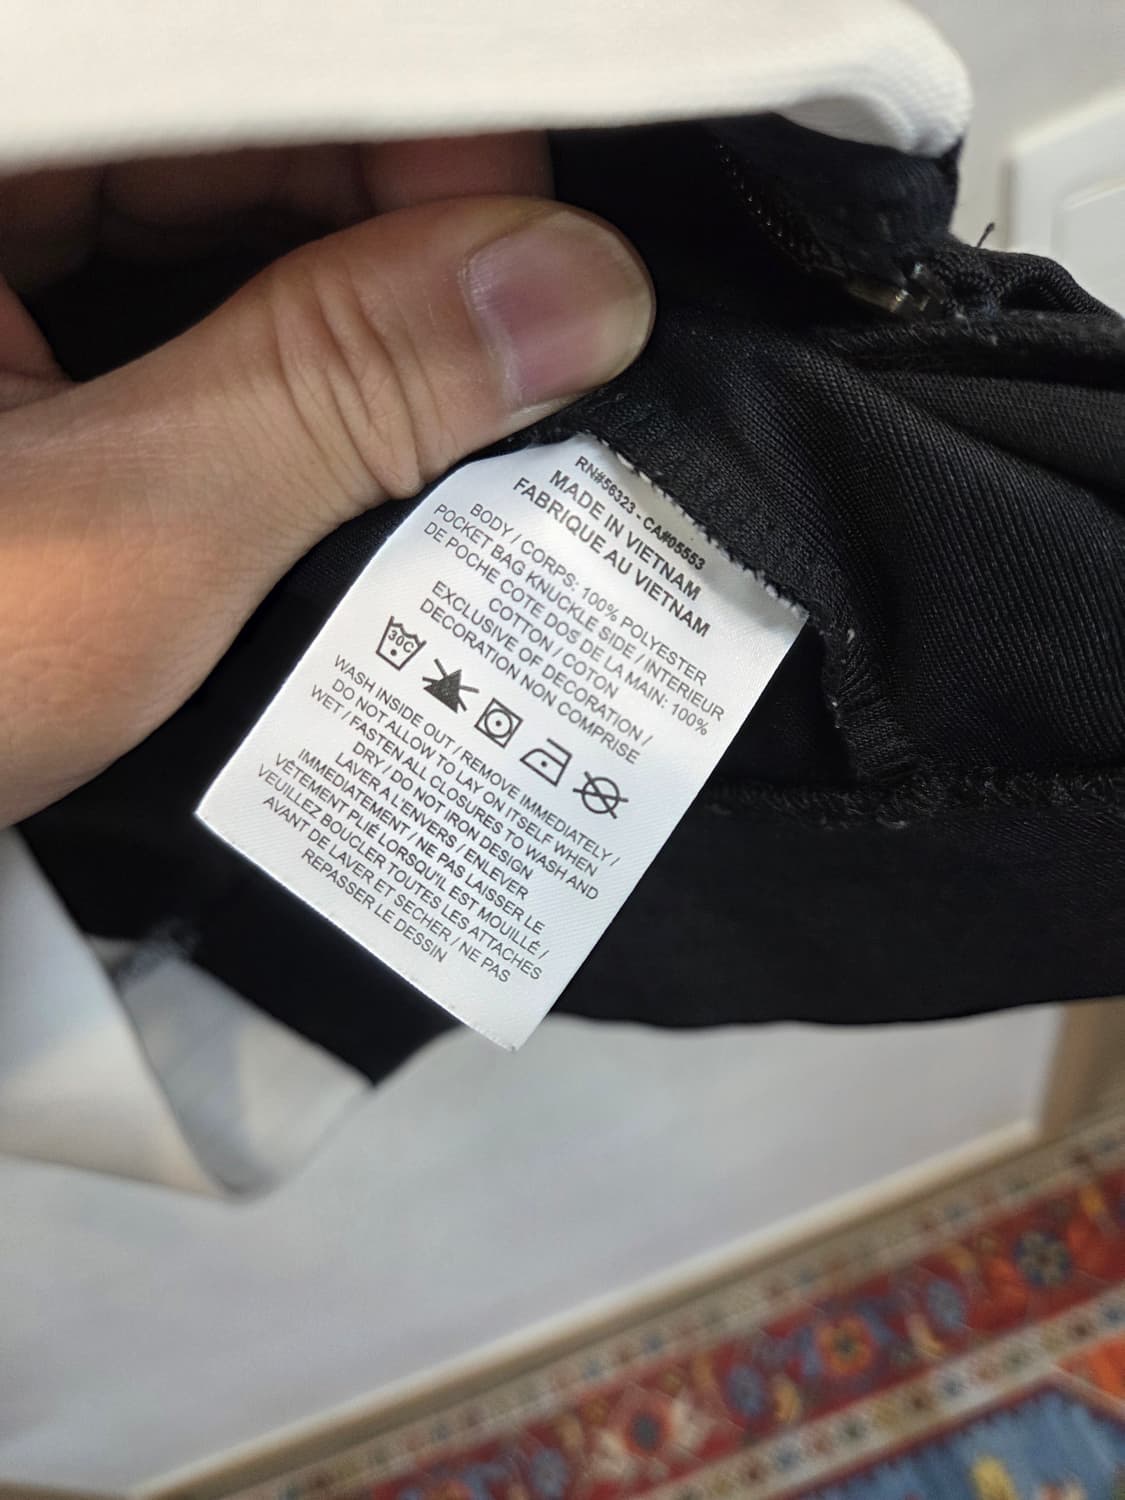 RN#56323 - CA#05553
MADE IN VIETNAM
FABRIQUE AU VIETNAM
BODY / CORPS: 100% POLYESTER
POCKET BAG KNUCKLE SIDE / INTERIEUR
DE POCHE COTE DOS DE LA MAIN: 100%
COTTON / COTON
EXCLUSIVE OF DECORATION /
DECORATION NON COMPRISE
30C
WASH INSIDE OUT / REMOVE IMMEDIATELY /
DO NOT ALLOW TO LAY ON ITSELF WHEN
WET / FASTEN ALL CLOSURES TO WASH AND
DRY / DO NOT IRON DESIGN
LAVER A L'ENVERS / ENLEVER
IMMEDIATEMENT / NE PAS LAISSER LE
VÊTEMENT PLIÉ LORSQU'IL EST MOUILLÉ /
VEUILLEZ BOUCLER TOUTES LES ATTACHES
AVANT DE LAVER ET SECHER / NE PAS
REPASSER LE DESSIN